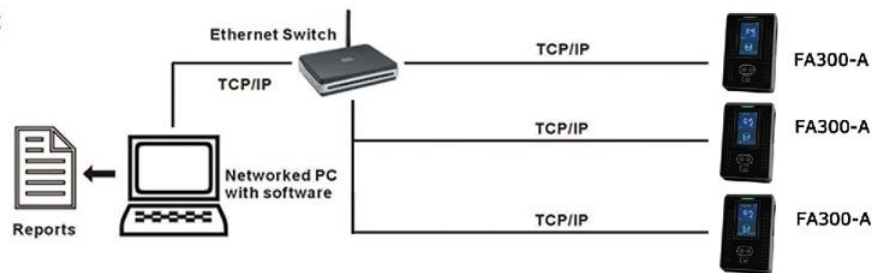 Ethernet Switch
TCP/IP
FA300-A
TCP/IP
TCP/IP
FA300-A
Networked PC
with software
Reports
TCP/IP
FA300-A